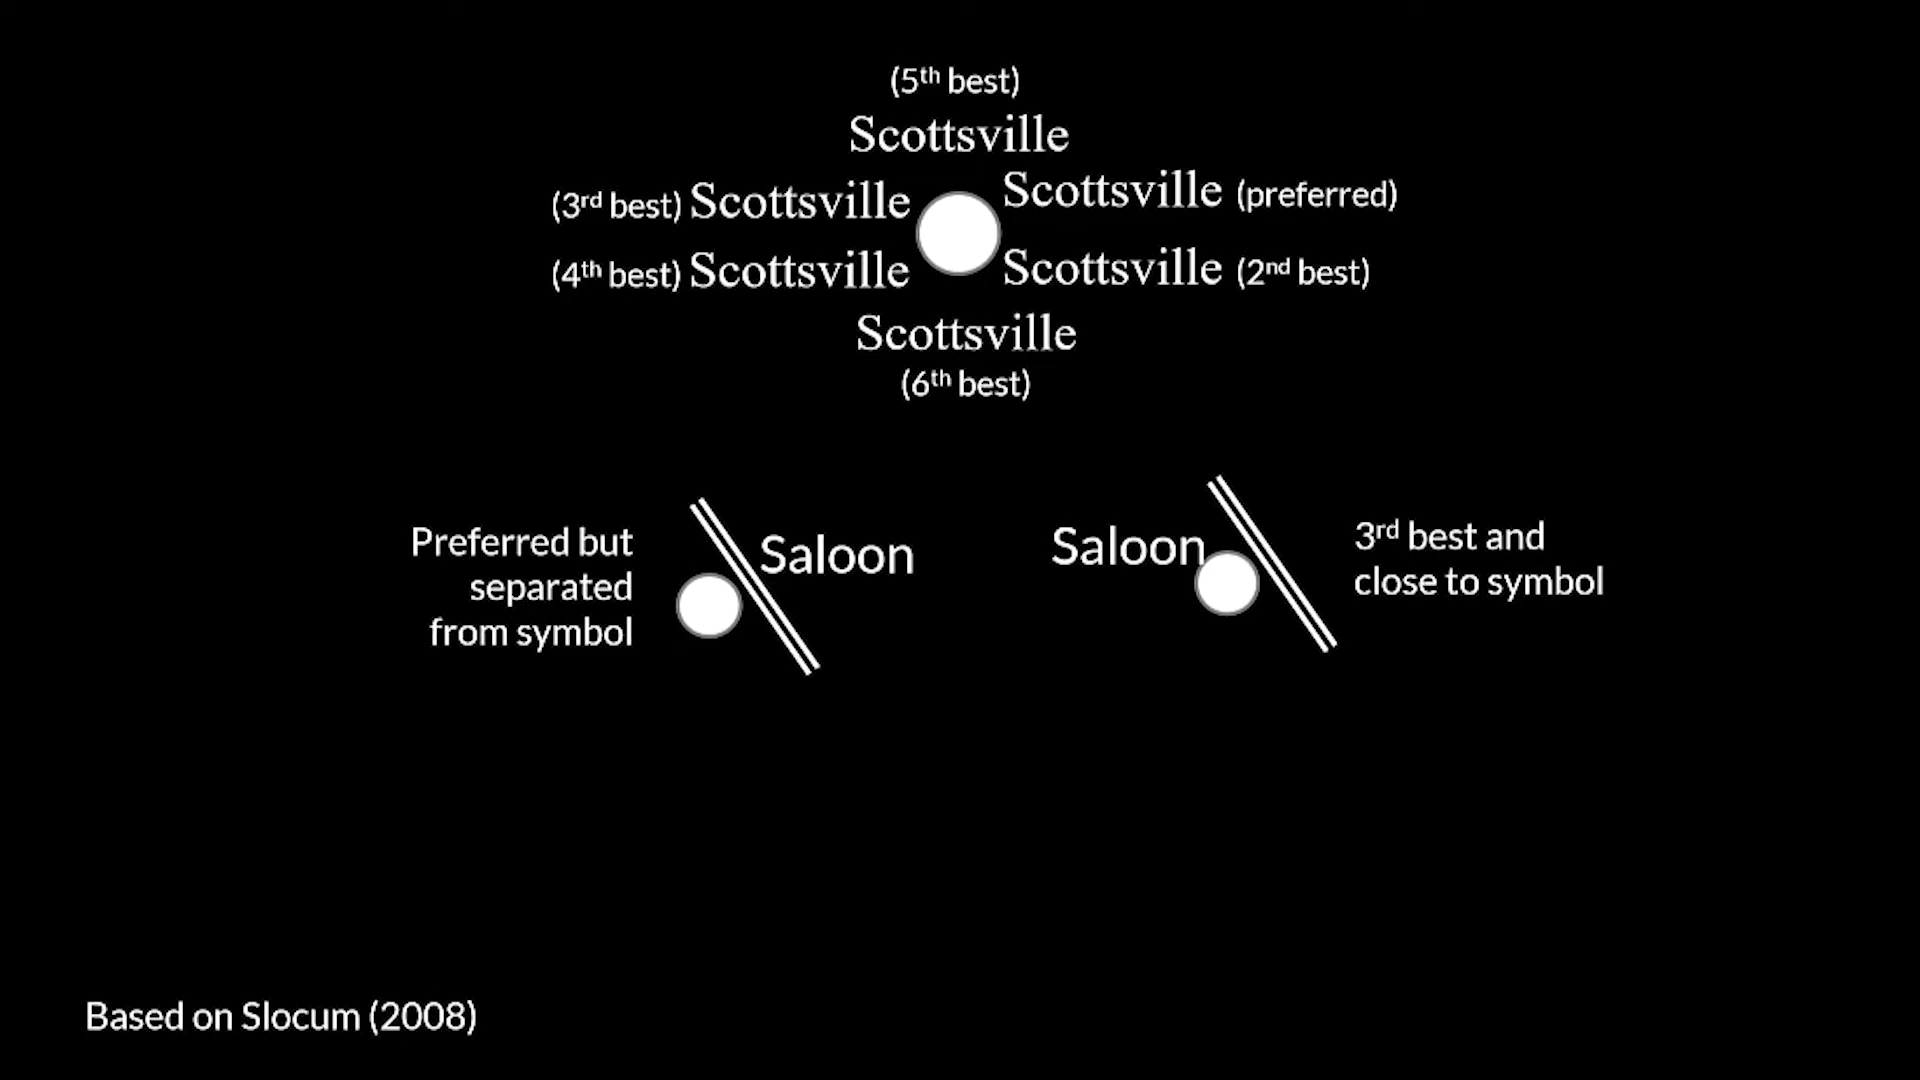 (5th best)
Scottsville
(3rd best) Scottsville
Scottsville (preferred)
(4th best) Scottsville
Scottsville (2nd best)
Scottsville
(6th best)
Preferred but
separated
from symbol
Saloon
Saloon
3rd best and
close to symbol
Based on Slocum (2008)